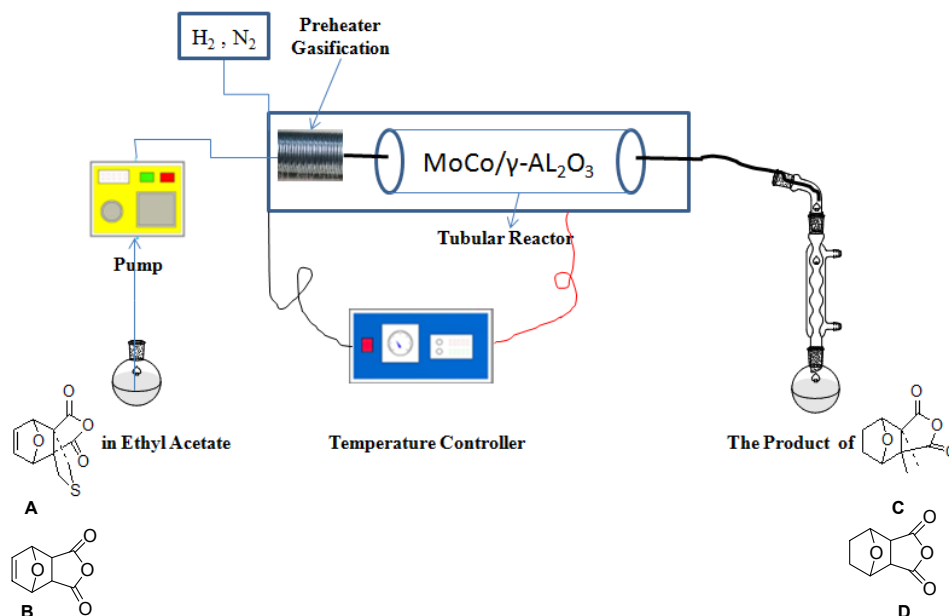 Preheater
Gasification
H₂ , N₂
MoCo/γ-AL₂O₃
Tubular Reactor
Pump
O
O
O
O
S
in Ethyl Acetate
Temperature Controller
The Product of
O
O
O
O
A
C
O
O
O
O
B
O
O
O
O
D